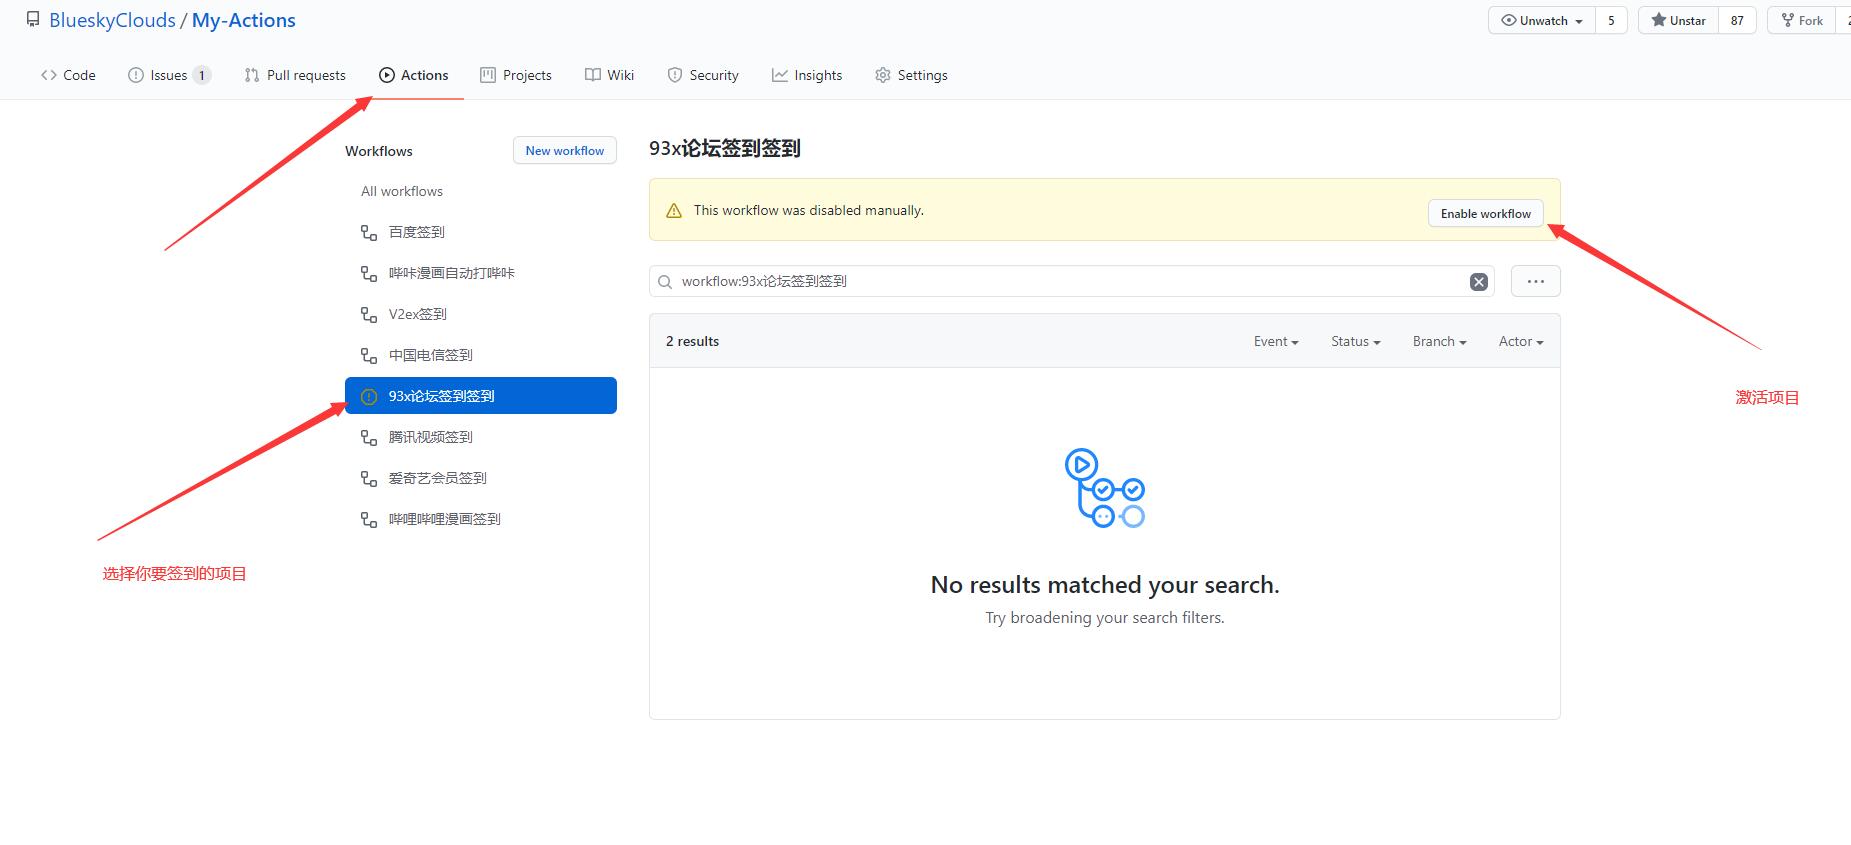 BlueskyClouds / My-Actions
Unwatch 5 Unstar 87 Fork
Code Issues 1 Pull requests Actions Projects Wiki Security Insights Settings
Workflows
New workflow
All workflows
百度签到
哔咔漫画自动打哔咔
V2ex签到
中国电信签到
93x论坛签到签到
腾讯视频签到
爱奇艺会员签到
哔哩哔哩漫画签到
选择你要签到的项目
93x论坛签到签到
This workflow was disabled manually.
Enable workflow
workflow:93x论坛签到签到
2 results
Event Status Branch Actor
激活项目
No results matched your search.
Try broadening your search filters.